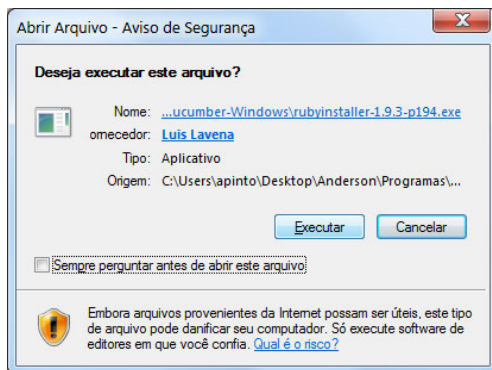 Abrir Arquivo - Aviso de Segurança
Deseja executar este arquivo?
Nome: ...ucumber-Windows\rubyinstaller-1.9.3-p194.exe
omecedor: Luis Lavena
Tipo: Aplicativo
Origem: C:\Users\apinto\Desktop\Anderson\Programas\...
Executar Cancelar
Sempre perguntar antes de abrir este arquivo
Embora arquivos provenientes da Internet possam ser úteis, este tipo
de arquivo pode danificar seu computador. Só execute software de
editores em que você confia. Qual é o risco?